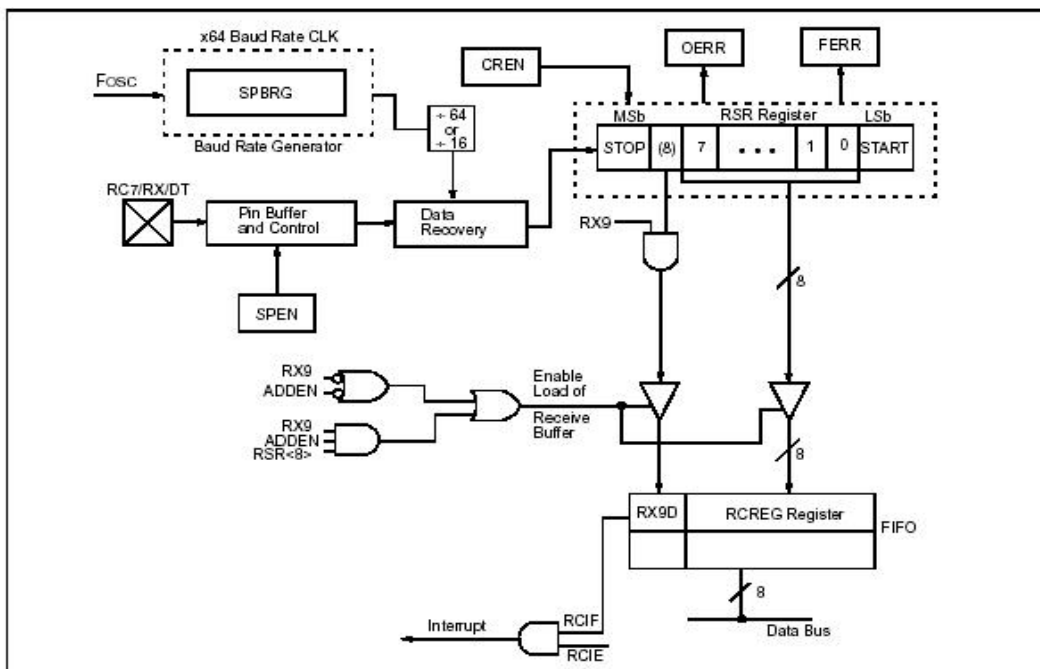 x64 Baud Rate CLK
FOSC
SPBRG
Baud Rate Generator
÷ 64
or
÷ 16
CREN
OERR
FERR
MSb
RSR Register
LSb
STOP
(8)
7
• • •
1
0
START
RC7/RX/DT
Pin Buffer
and Control
Data
Recovery
SPEN
RX9
8
RX9
ADDEN
RX9
ADDEN
RSR<8>
Enable
Load of
Receive
Buffer
8
RX9D
RCREG Register
FIFO
8
Data Bus
Interrupt
RCIF
RCIE